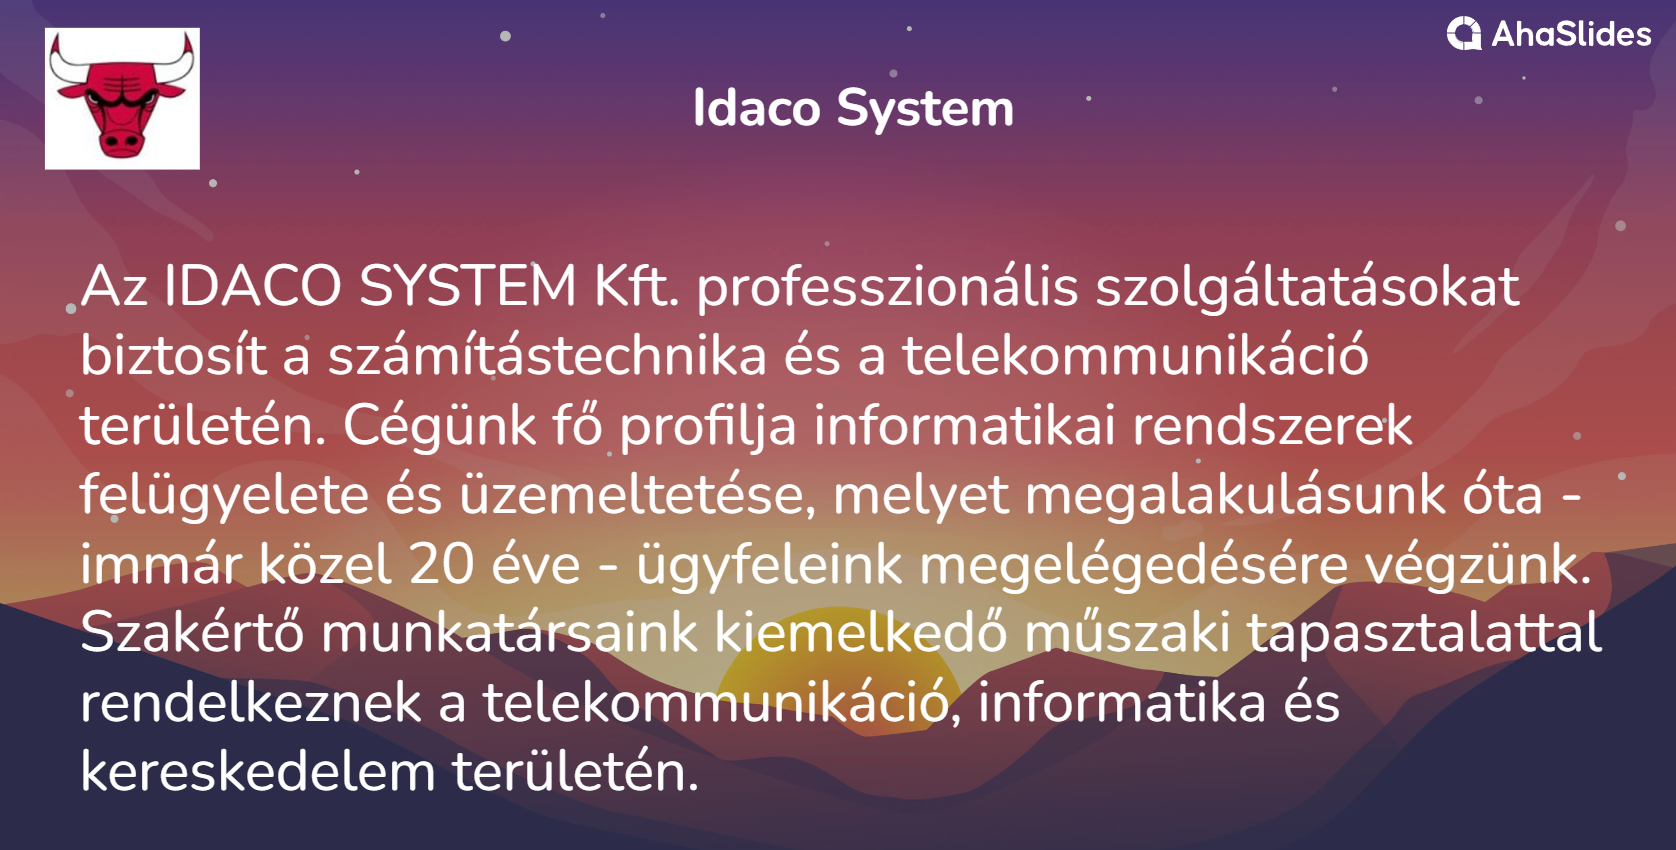 AhaSlides
Idaco System
Az IDACO SYSTEM Kft. professzionális szolgáltatásokat
biztosít a számítástechnika és a telekommunikáció
területén. Cégünk fő profilja informatikai rendszerek
felügyelete és üzemeltetése, melyet megalakulásunk óta -
immár közel 20 éve - ügyfeleink megelégedésére végzünk.
Szakértő munkatársaink kiemelkedő műszaki tapasztalattal
rendelkeznek a telekommunikáció, informatika és
kereskedelem területén.